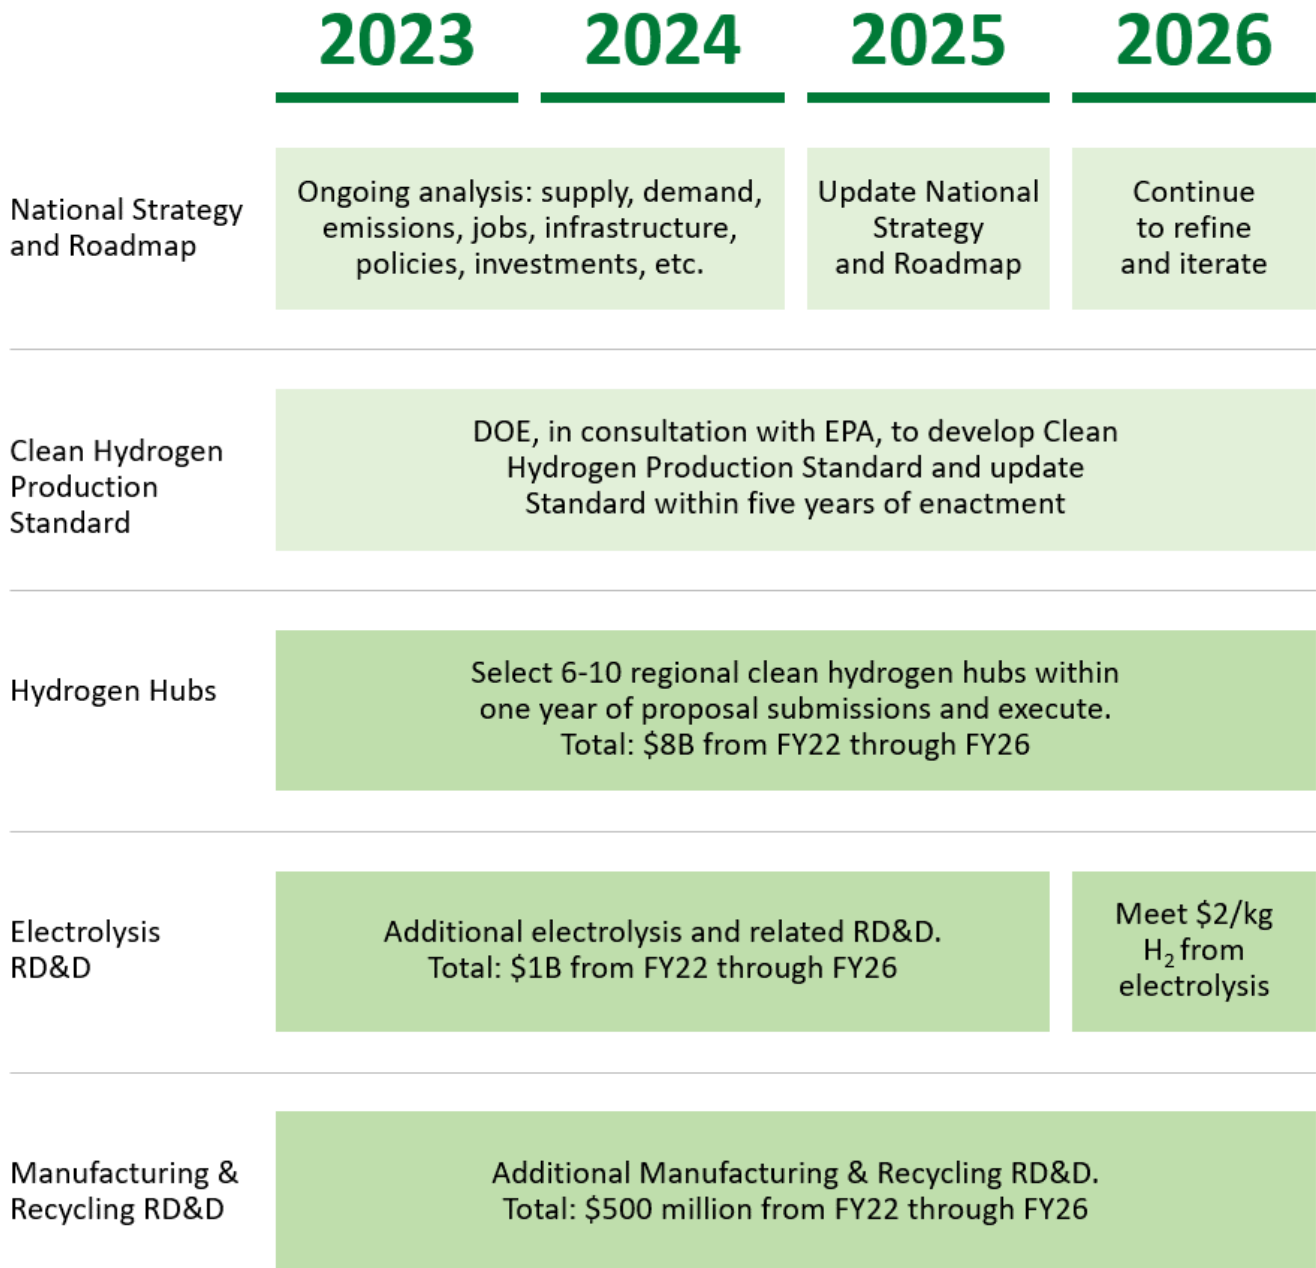 2023 2024 2025 2026
National Strategy
and Roadmap
Ongoing analysis: supply, demand,
emissions, jobs, infrastructure,
policies, investments, etc.
Update National
Strategy
and Roadmap
Continue
to refine
and iterate
Clean Hydrogen
Production
Standard
DOE, in consultation with EPA, to develop Clean
Hydrogen Production Standard and update
Standard within five years of enactment
Hydrogen Hubs
Select 6-10 regional clean hydrogen hubs within
one year of proposal submissions and execute.
Total: $8B from FY22 through FY26
Electrolysis
RD&D
Additional electrolysis and related RD&D.
Total: $1B from FY22 through FY26
Meet $2/kg
H₂ from
electrolysis
Manufacturing &
Recycling RD&D
Additional Manufacturing & Recycling RD&D.
Total: $500 million from FY22 through FY26